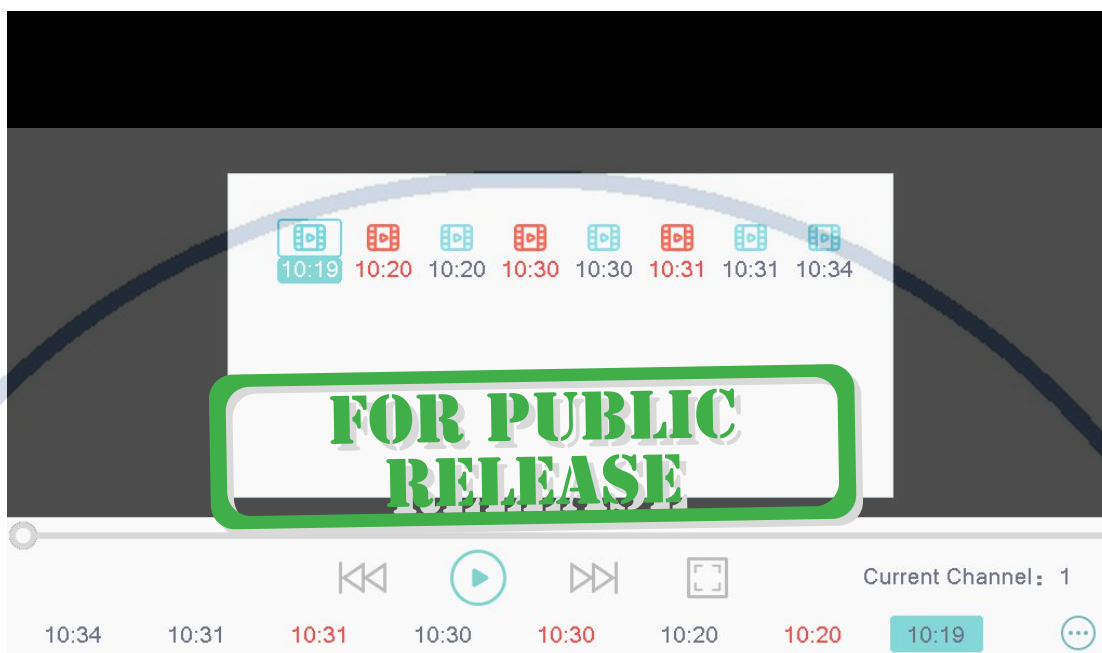 10:19 10:20 10:20 10:30 10:30 10:31 10:31 10:34
FOR PUBLIC
RELEASE
Current Channel： 1
10:34 10:31 10:31 10:30 10:30 10:20 10:20 10:19